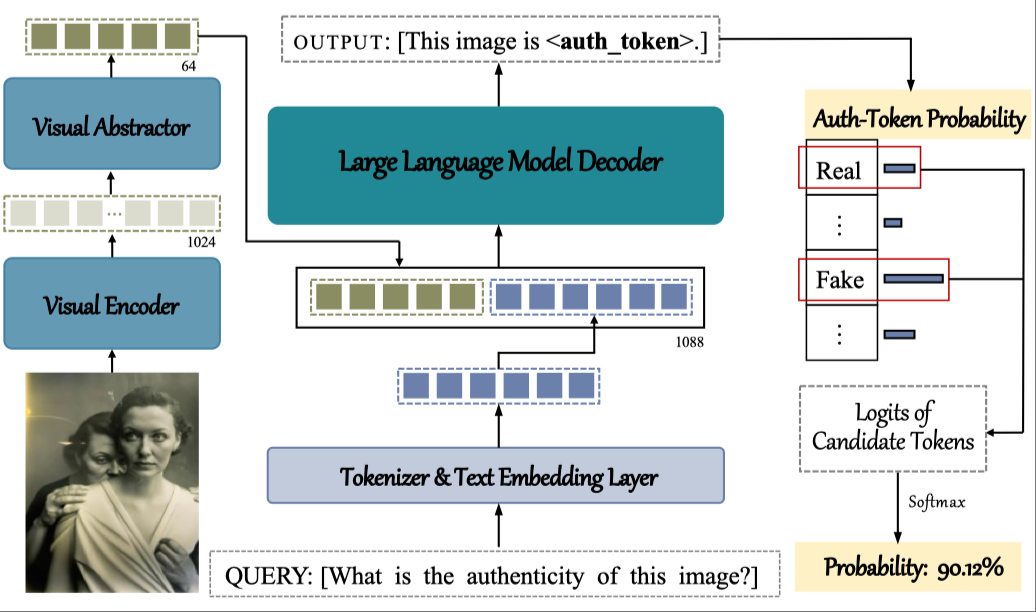 64
Visual Abstractor
1024
Visual Encoder
OUTPUT: [This image is <auth_token>.]
Large Language Model Decoder
1088
Tokenizer & Text Embedding Layer
QUERY: [What is the authenticity of this image?]
Auth-Token Probability
Real
⋮
Fake
⋮
Logits of
Candidate Tokens
Softmax
Probability: 90.12%